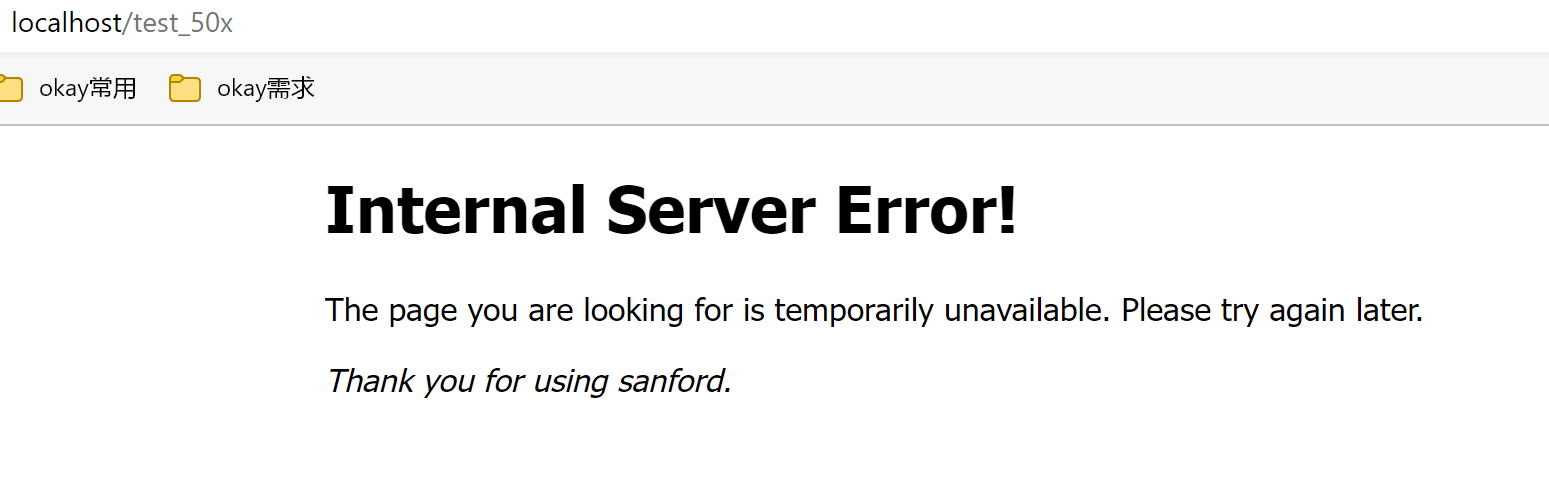 localhost/test_50x
okay常用 okay需求
Internal Server Error!
The page you are looking for is temporarily unavailable. Please try again later.
Thank you for using sanford.